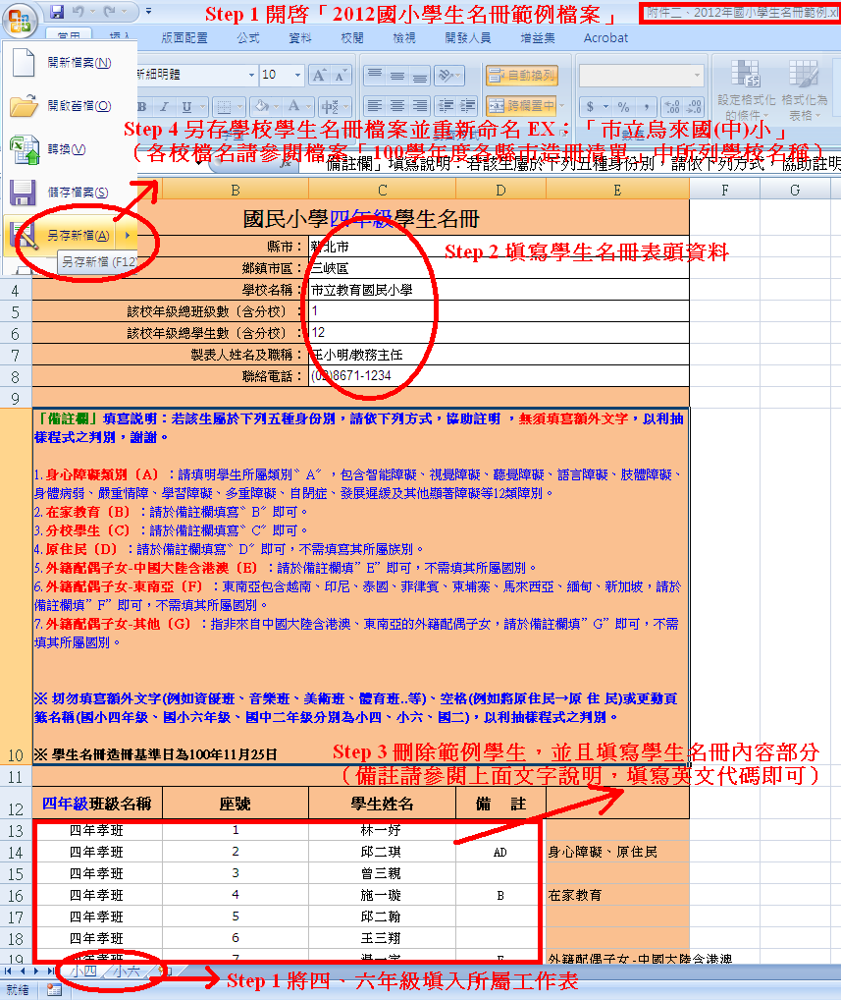 Step 1 開啓「2012國小學生名冊範例檔案」
附件二、2012年國小學生名冊範例.xl
常用
插入
版面配置
公式
資料
校閱
檢視
開發人員
增益集
Acrobat
開新檔案(N)
開啟舊檔(O)
轉換(V)
儲存檔案(S)
另存新檔(A)
另存新檔 (F12)
新細明體
10
自動換列
跨欄置中
設定格式化的條件
格式化為表格
Step 4 另存學校學生名冊檔案並重新命名 EX：「市立烏來國(中)小」
（各校檔名請參閱檔案「100學年度各縣市造冊清單」中所列學校名稱）
「備註欄」填寫說明：若該生屬於下列五種身份別，請依下列方式，協助註明
B C D E F G
國民小學四年級學生名冊
縣市： 新北市
Step 2 填寫學生名冊表頭資料
鄉鎮市區： 三峽區
4 學校名稱： 市立教育國民小學
5 該校年級總班級數（含分校）： 1
6 該校年級總學生數（含分校）： 12
7 製表人姓名及職稱： 王小明/教務主任
8 聯絡電話： (02)8671-1234
9
「備註欄」填寫說明：若該生屬於下列五種身份別，請依下列方式，協助註明 ，無須填寫額外文字，以利抽
樣程式之判別，謝謝。
1. 身心障礙類別（A）：請填明學生所屬類別〝A〞，包含智能障礙、視覺障礙、聽覺障礙、語言障礙、肢體障礙、
身體病弱、嚴重情障、學習障礙、多重障礙、自閉症、發展遲緩及其他顯著障礙等12類障別。
2. 在家教育（B）：請於備註欄填寫〝B〞即可。
3. 分校學生（C）：請於備註欄填寫〝C〞即可。
4. 原住民（D）：請於備註欄填寫〝D〞即可，不需填寫其所屬族別。
5. 外籍配偶子女-中國大陸含港澳（E）：請於備註欄填”E”即可，不需填其所屬國別。
6. 外籍配偶子女-東南亞（F）：東南亞包含越南、印尼、泰國、菲律賓、柬埔寨、馬來西亞、緬甸、新加坡，請於
備註欄填”F”即可，不需填其所屬國別。
7. 外籍配偶子女-其他（G）：指非來自中國大陸含港澳、東南亞的外籍配偶子女，請於備註欄填”G”即可，不需
填其所屬國別。
※ 切勿填寫額外文字(例如資優班、音樂班、美術班、體育班..等)、空格(例如將原住民→原 住 民)或更動頁
籤名稱(國小四年級、國小六年級、國中二年級分別為小四、小六、國二)，以利抽樣程式之判別。
10 ※ 學生名冊造冊基準日為100年11月25日
Step 3 刪除範例學生，並且填寫學生名冊內容部分
（備註請參閱上面文字說明，填寫英文代碼即可）
11
12 四年級班級名稱 座號 學生姓名 備 註
13 四年孝班 1 林一好
14 四年孝班 2 邱二琪 AD 身心障礙、原住民
15 四年孝班 3 曾三親
16 四年孝班 4 施一璇 B 在家教育
17 四年孝班 5 邱二翰
18 四年孝班 6 王三翔
19 四年孝班 7 外籍配偶子女-中國大陸含港澳
小四 小六
Step 1 將四、六年級填入所屬工作表
就緒